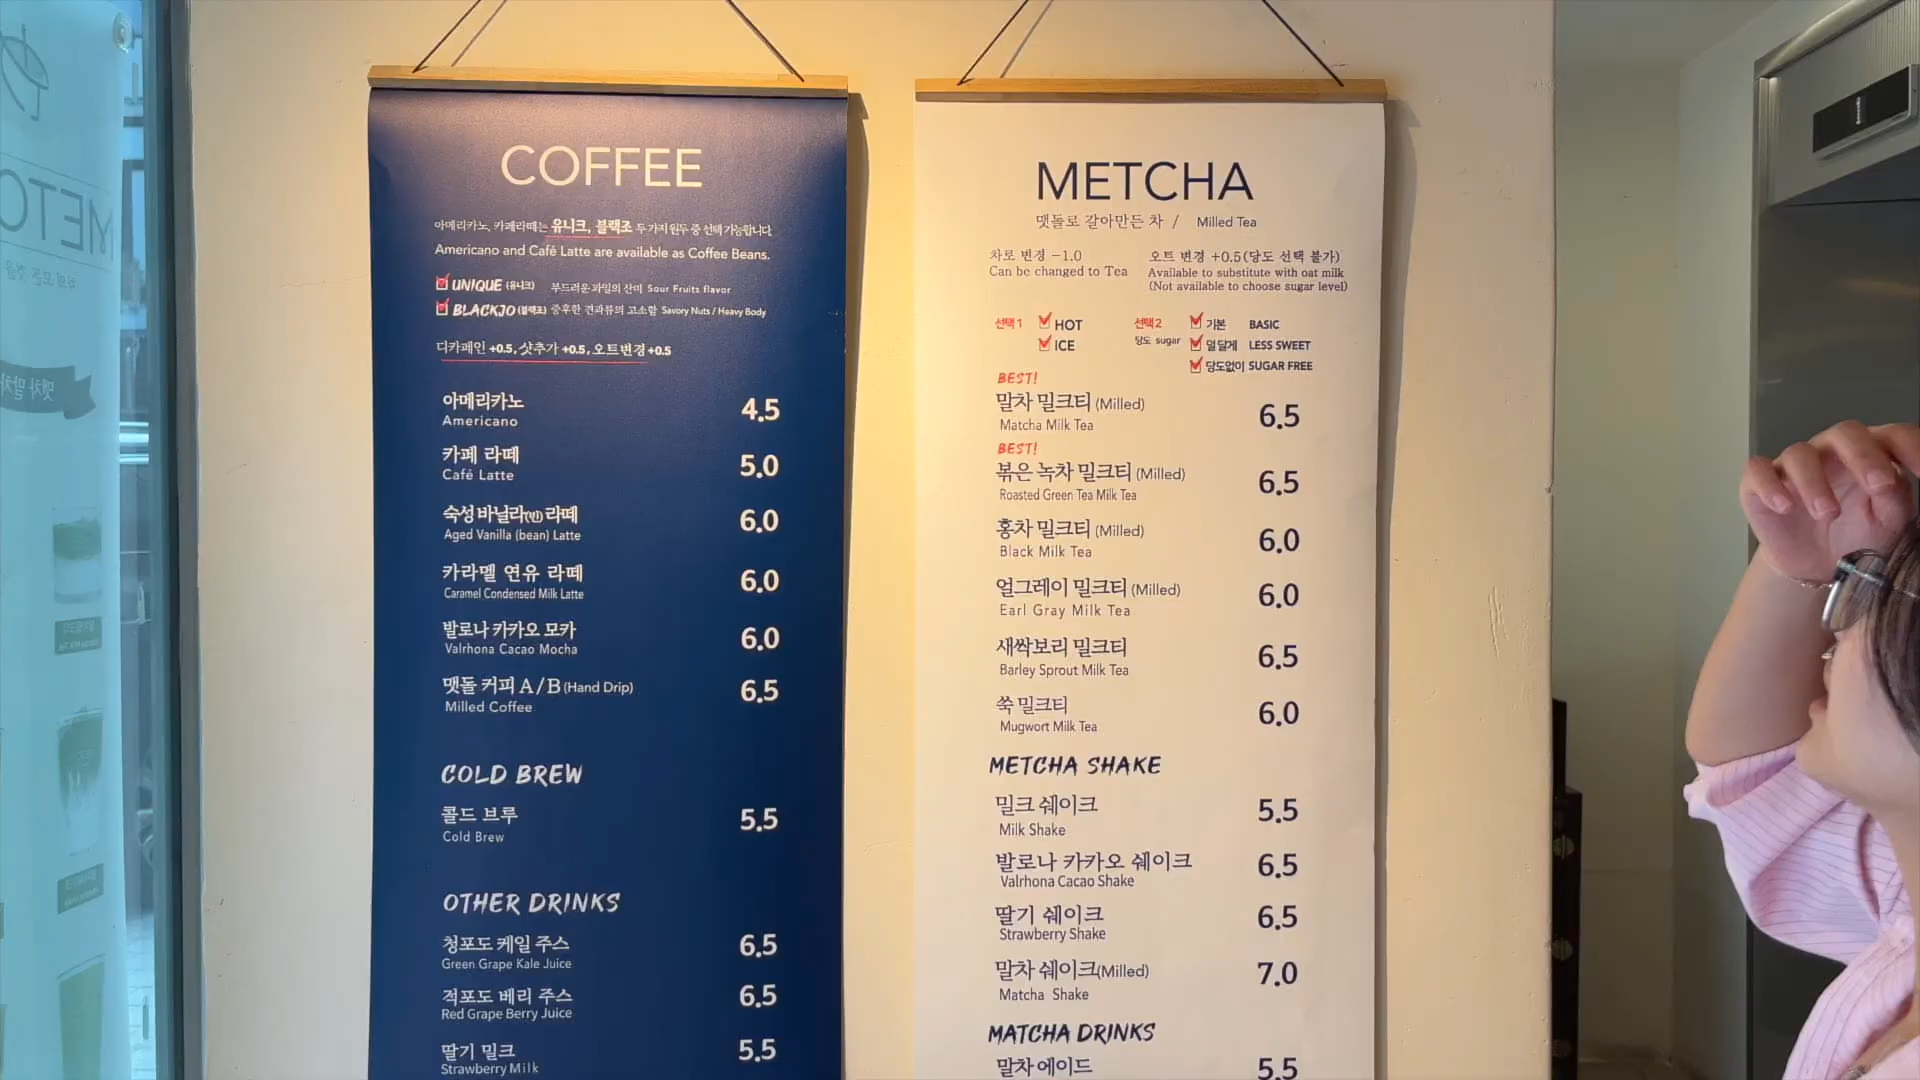 COFFEE
아메리카노, 카페라떼는 유니크, 블랙조 두가지 원두 중 선택 가능합니다.
Americano and Café Latte are available as Coffee Beans.
UNIQUE (유니크) 부드러운 과일의 산미 Sour Fruits flavor
BLACKJO (블랙조) 중후한 견과류의 고소함 Savory Nuts / Heavy Body
디카페인 +0.5, 샷추가 +0.5, 오트변경 +0.5
아메리카노 4.5
Americano
카페 라떼 5.0
Café Latte
숙성 바닐라(빈) 라떼 6.0
Aged Vanilla (bean) Latte
카라멜 연유 라떼 6.0
Caramel Condensed Milk Latte
발로나 카카오 모카 6.0
Valrhona Cacao Mocha
맷돌 커피 A/B (Hand Drip) 6.5
Milled Coffee
COLD BREW
콜드 브루 5.5
Cold Brew
OTHER DRINKS
청포도 케일 주스 6.5
Green Grape Kale Juice
적포도 베리 주스 6.5
Red Grape Berry Juice
딸기 밀크 5.5
Strawberry Milk
METCHA
맷돌로 갈아만든 차 / Milled Tea
차로 변경 -1.0
Can be changed to Tea
오트 변경 +0.5 (당도 선택 불가)
Available to substitute with oat milk
(Not available to choose sugar level)
선택1 HOT
ICE
선택2 기본 BASIC
당도 sugar 덜달게 LESS SWEET
당도없이 SUGAR FREE
BEST!
말차 밀크티 (Milled) 6.5
Matcha Milk Tea
BEST!
볶은 녹차 밀크티 (Milled) 6.5
Roasted Green Tea Milk Tea
홍차 밀크티 (Milled) 6.0
Black Milk Tea
얼그레이 밀크티 (Milled) 6.0
Earl Gray Milk Tea
새싹보리 밀크티 6.5
Barley Sprout Milk Tea
쑥 밀크티 6.0
Mugwort Milk Tea
METCHA SHAKE
밀크 쉐이크 5.5
Milk Shake
발로나 카카오 쉐이크 6.5
Valrhona Cacao Shake
딸기 쉐이크 6.5
Strawberry Shake
말차 쉐이크(Milled) 7.0
Matcha Shake
MATCHA DRINKS
말차 에이드 5.5